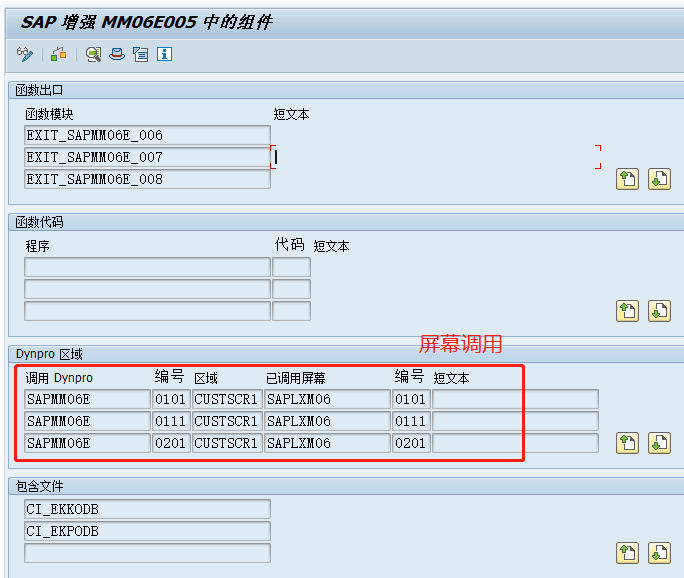 SAP 增强 MM06E005 中的组件
函数出口
函数模块 短文本
EXIT_SAPMM06E_006
EXIT_SAPMM06E_007
EXIT_SAPMM06E_008
函数代码
程序 代码 短文本
Dynpro 区域
屏幕调用
调用 Dynpro 编号 区域 已调用屏幕 编号 短文本
SAPMM06E 0101 CUSTSCR1 SAPLXM06 0101
SAPMM06E 0111 CUSTSCR1 SAPLXM06 0111
SAPMM06E 0201 CUSTSCR1 SAPLXM06 0201
包含文件
CI_EKKODB
CI_EKPODB